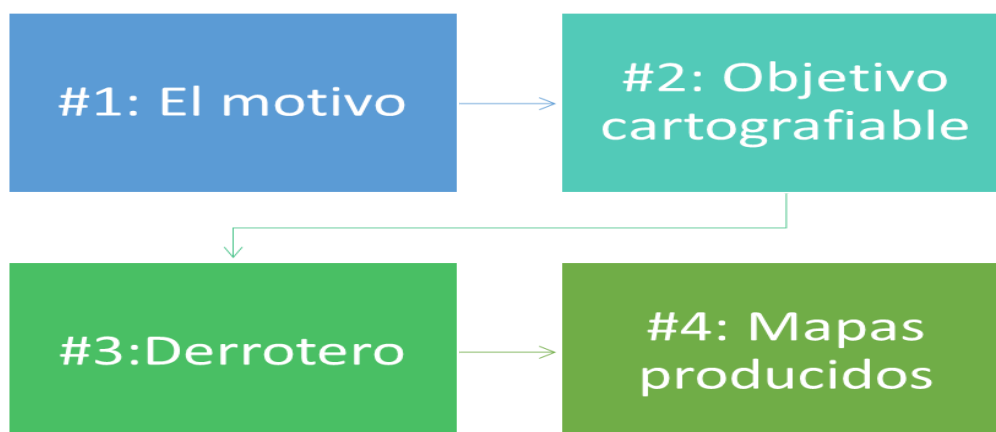 #1: El motivo
#2: Objetivo
cartografiable
#3:Derrotero
#4: Mapas
producidos